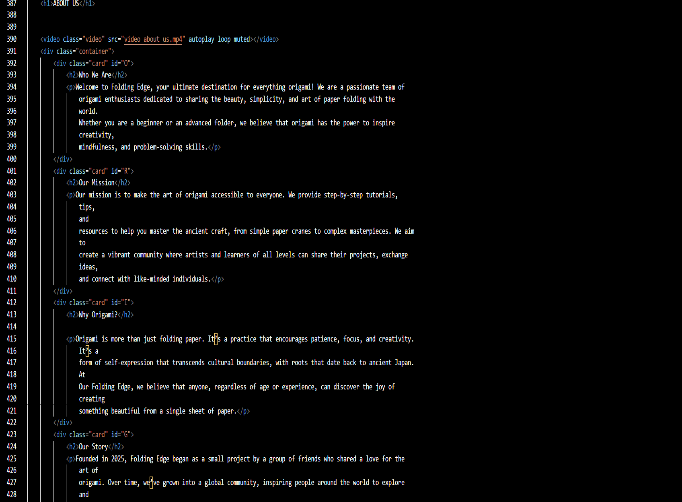 387 <h1>ABOUT US</h1>
388
389
390 <video class="video" src="video about us.mp4" autoplay loop muted></video>
391 <div class="container">
392 <div class="card" id="O">
393 <h2>Who We Are</h2>
394 <p>Welcome to Folding Edge, your ultimate destination for everything origami! We are a passionate team of
395 origami enthusiasts dedicated to sharing the beauty, simplicity, and art of paper folding with the
396 world.
397 Whether you are a beginner or an advanced folder, we believe that origami has the power to inspire
398 creativity,
399 mindfulness, and problem-solving skills.</p>
400 </div>
401 <div class="card" id="R">
402 <h2>Our Mission</h2>
403 <p>Our mission is to make the art of origami accessible to everyone. We provide step-by-step tutorials,
404 tips,
405 and
406 resources to help you master the ancient craft, from simple paper cranes to complex masterpieces. We aim
407 to
408 create a vibrant community where artists and learners of all levels can share their projects, exchange
409 ideas,
410 and connect with like-minded individuals.</p>
411 </div>
412 <div class="card" id="I">
413 <h2>Why Origami?</h2>
414
415 <p>Origami is more than just folding paper. It’s a practice that encourages patience, focus, and creativity.
416 It’s a
417 form of self-expression that transcends cultural boundaries, with roots that date back to ancient Japan.
418 At
419 Our Folding Edge, we believe that anyone, regardless of age or experience, can discover the joy of
420 creating
421 something beautiful from a single sheet of paper.</p>
422 </div>
423 <div class="card" id="G">
424 <h2>Our Story</h2>
425 <p>Founded in 2025, Folding Edge began as a small project by a group of friends who shared a love for the
426 art of
427 origami. Over time, we’ve grown into a global community, inspiring people around the world to explore
428 and